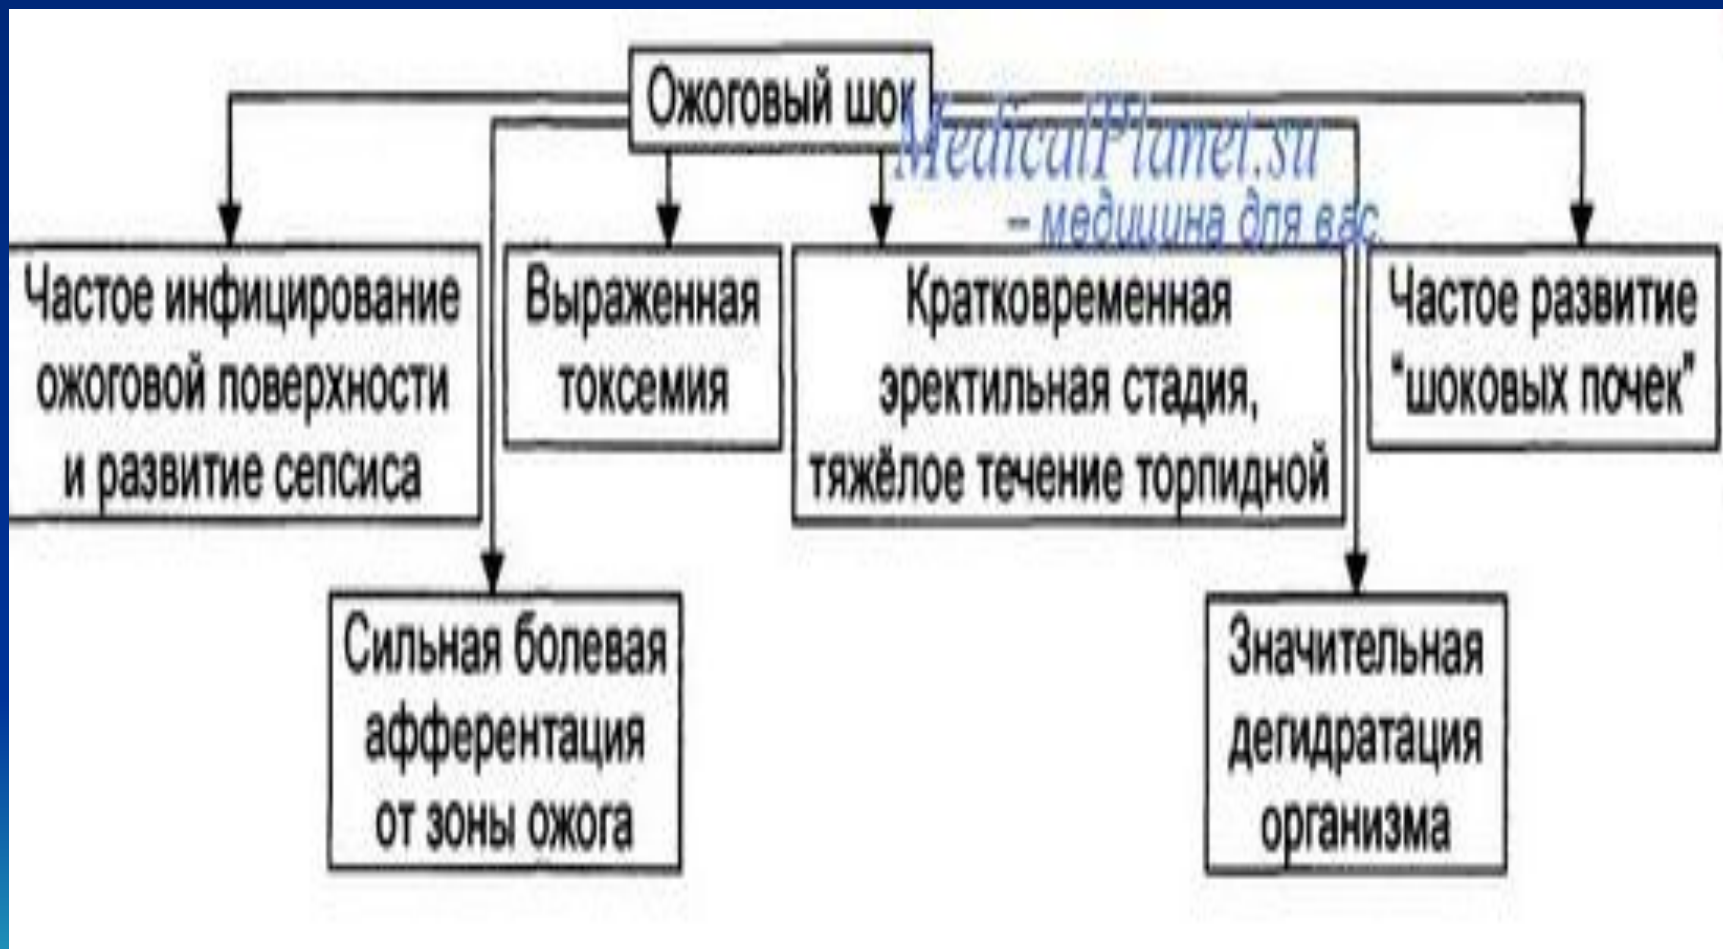 Ожоговый шок
MedicalPlanet.su
– медицина для вас
Частое инфицирование
ожоговой поверхности
и развитие сепсиса
Выраженная
токсемия
Кратковременная
эректильная стадия,
тяжёлое течение торпидной
Частое развитие
“шоковых почек”
Сильная болевая
афферентация
от зоны ожога
Значительная
дегидратация
организма